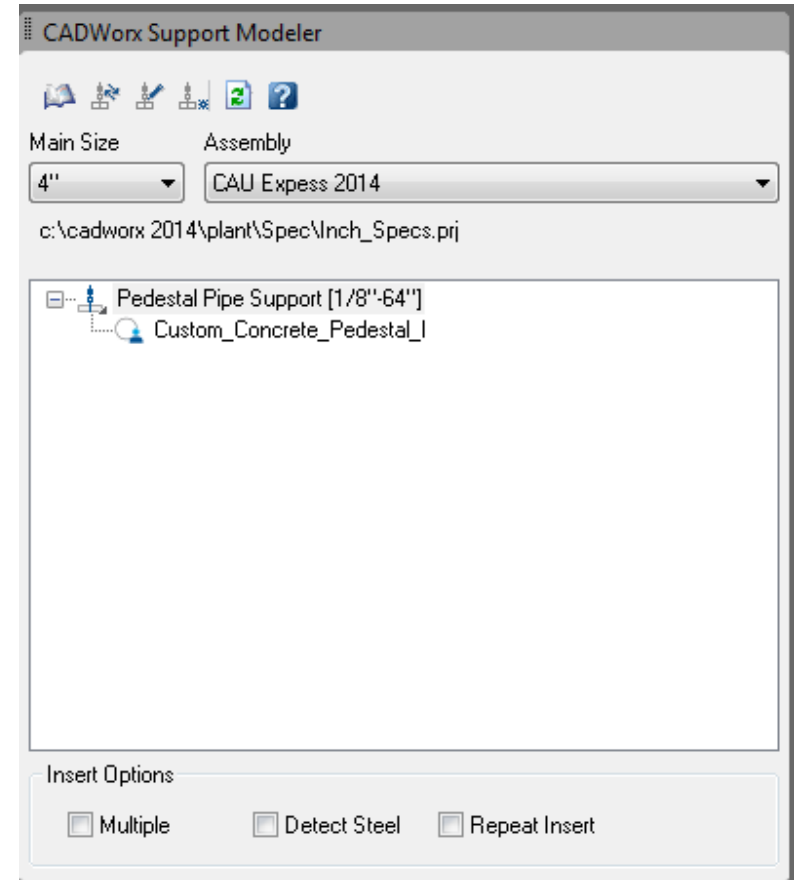 CADWorx Support Modeler
Main Size Assembly
4" CAU Expess 2014
c:\cadworx 2014\plant\Spec\Inch_Specs.prj
Pedestal Pipe Support [1/8"-64"]
Custom_Concrete_Pedestal_I
Insert Options
Multiple Detect Steel Repeat Insert